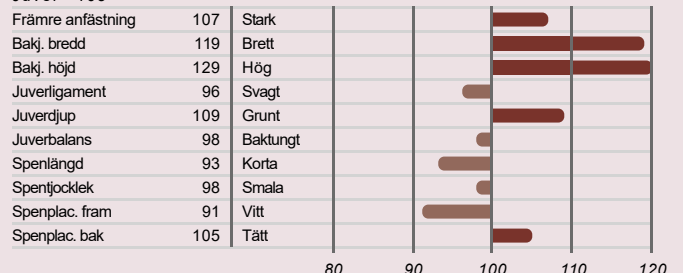 Främre anfästning 107 Stark
Bakj. bredd 119 Brett
Bakj. höjd 129 Hög
Juverligament 96 Svagt
Juverdjup 109 Grunt
Juverbalans 98 Baktungt
Spenlängd 93 Korta
Spentjocklek 98 Smala
Spenplac. fram 91 Vitt
Spenplac. bak 105 Tätt
80 90 100 110 120